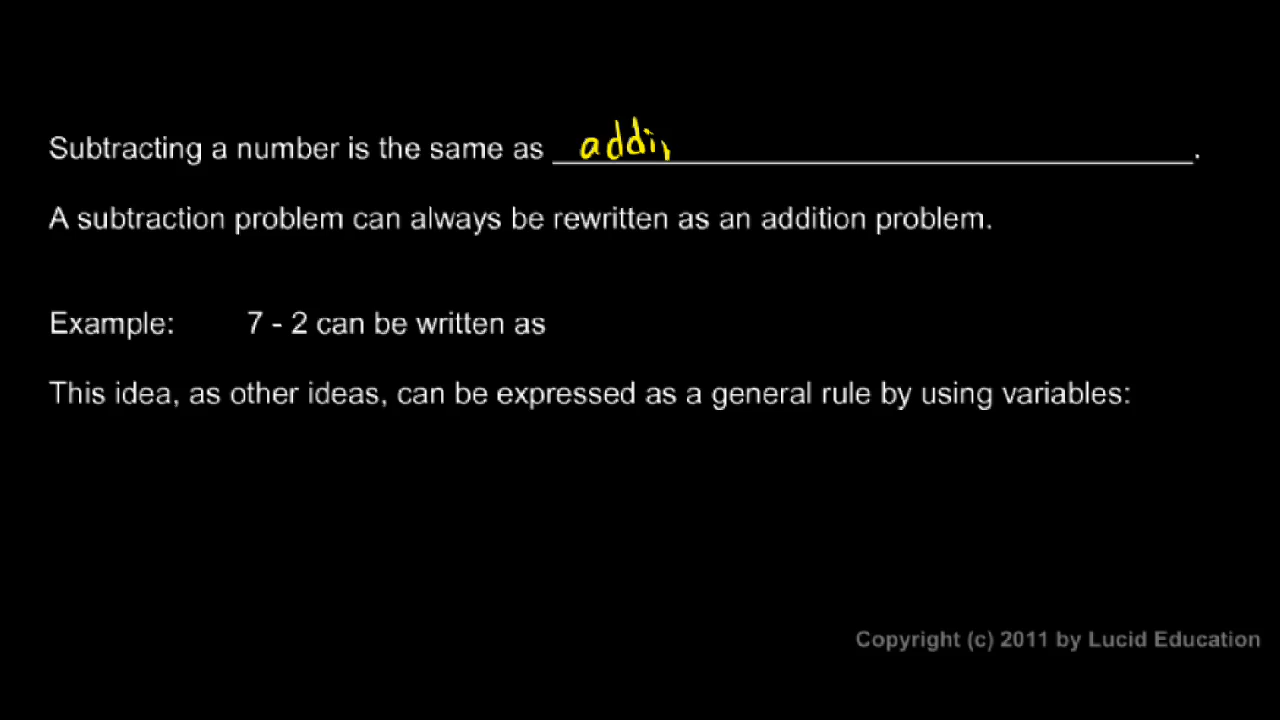 Subtracting a number is the same as addin.
A subtraction problem can always be rewritten as an addition problem.
Example: 7 - 2 can be written as
This idea, as other ideas, can be expressed as a general rule by using variables:
Copyright (c) 2011 by Lucid Education